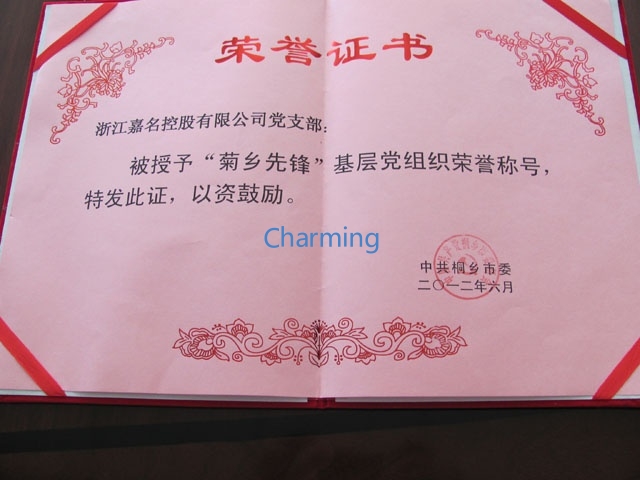 荣誉证书
浙江嘉名控股有限公司党支部：
被授予“菊乡先锋”基层党组织荣誉称号，
特发此证，以资鼓励。
Charming
中共桐乡市委
二〇一二年六月